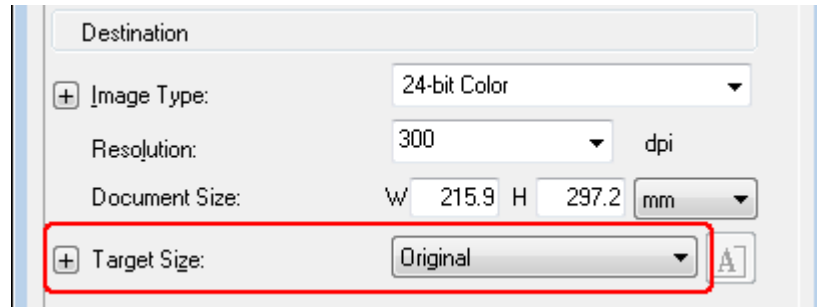 Destination
Image Type: 24-bit Color
Resolution: 300 dpi
Document Size: W 215.9 H 297.2 mm
Target Size: Original A